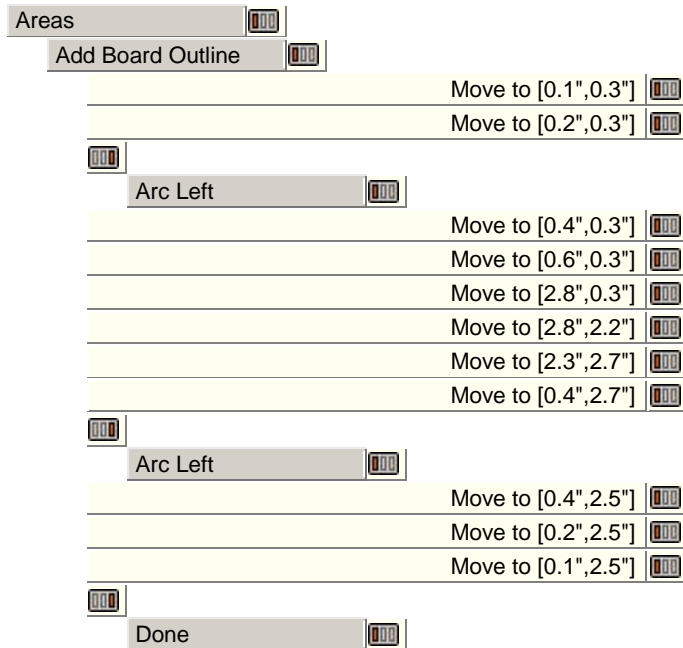 Areas
Add Board Outline
Move to [0.1",0.3"]
Move to [0.2",0.3"]
Arc Left
Move to [0.4",0.3"]
Move to [0.6",0.3"]
Move to [2.8",0.3"]
Move to [2.8",2.2"]
Move to [2.3",2.7"]
Move to [0.4",2.7"]
Arc Left
Move to [0.4",2.5"]
Move to [0.2",2.5"]
Move to [0.1",2.5"]
Done